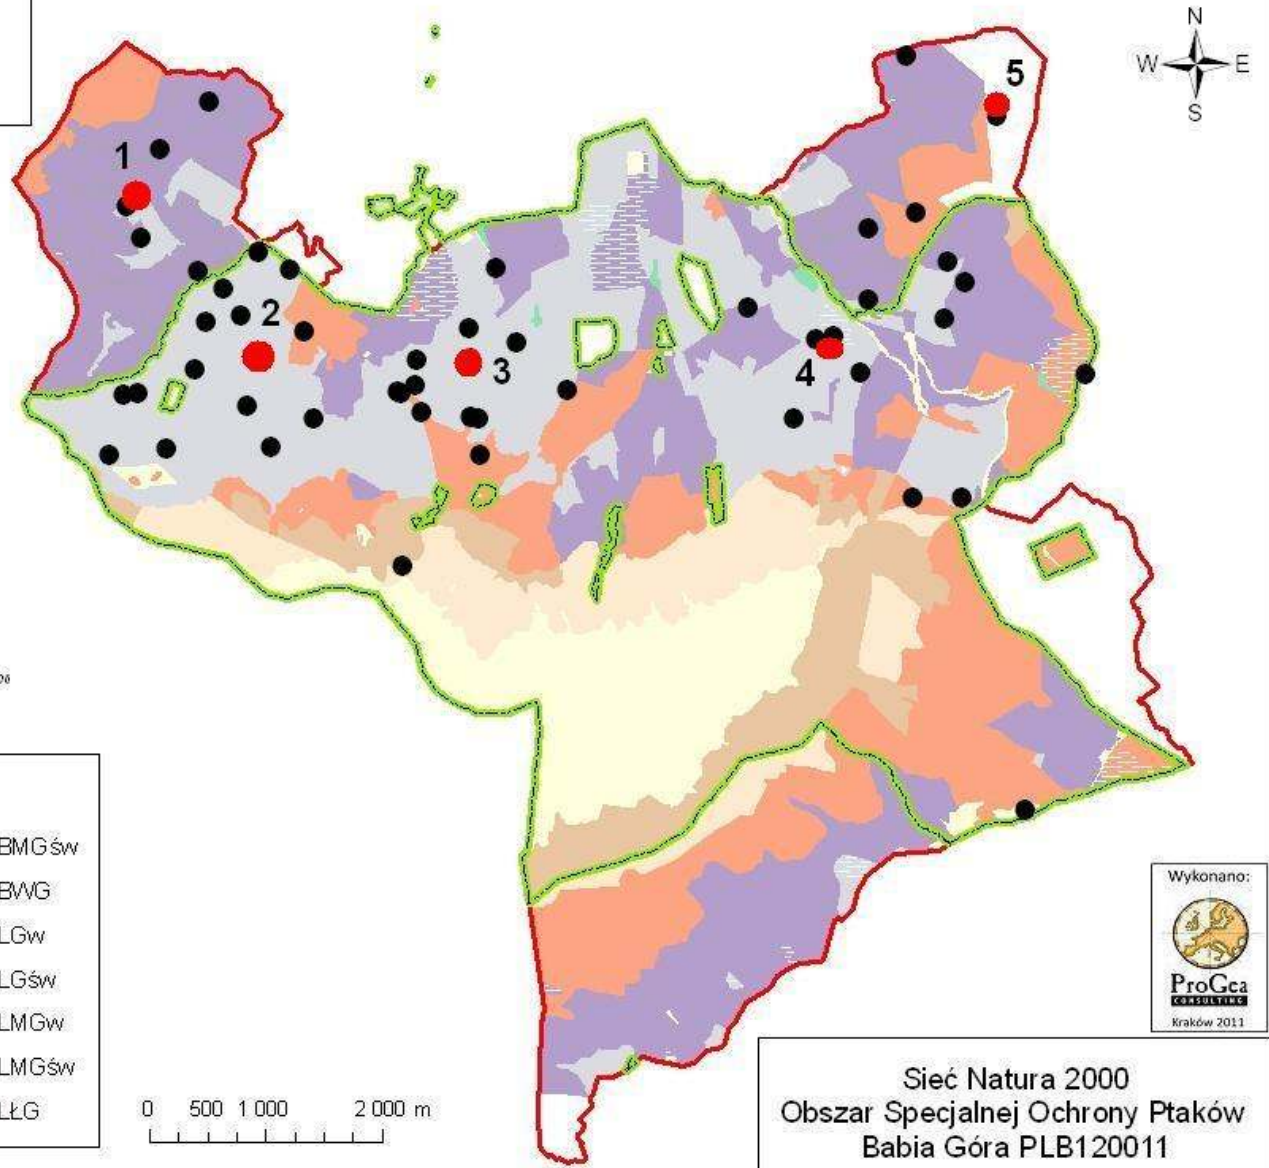 N
W E
S
1
2
3
4
5
BMGśw
BWG
LGw
LGśw
LMGw
LMGśw
LŁG
0 500 1 000 2 000 m
Wykonano:
ProGea
CONSULTING
Kraków 2011
Sieć Natura 2000
Obszar Specjalnej Ochrony Ptaków
Babia Góra PLB120011